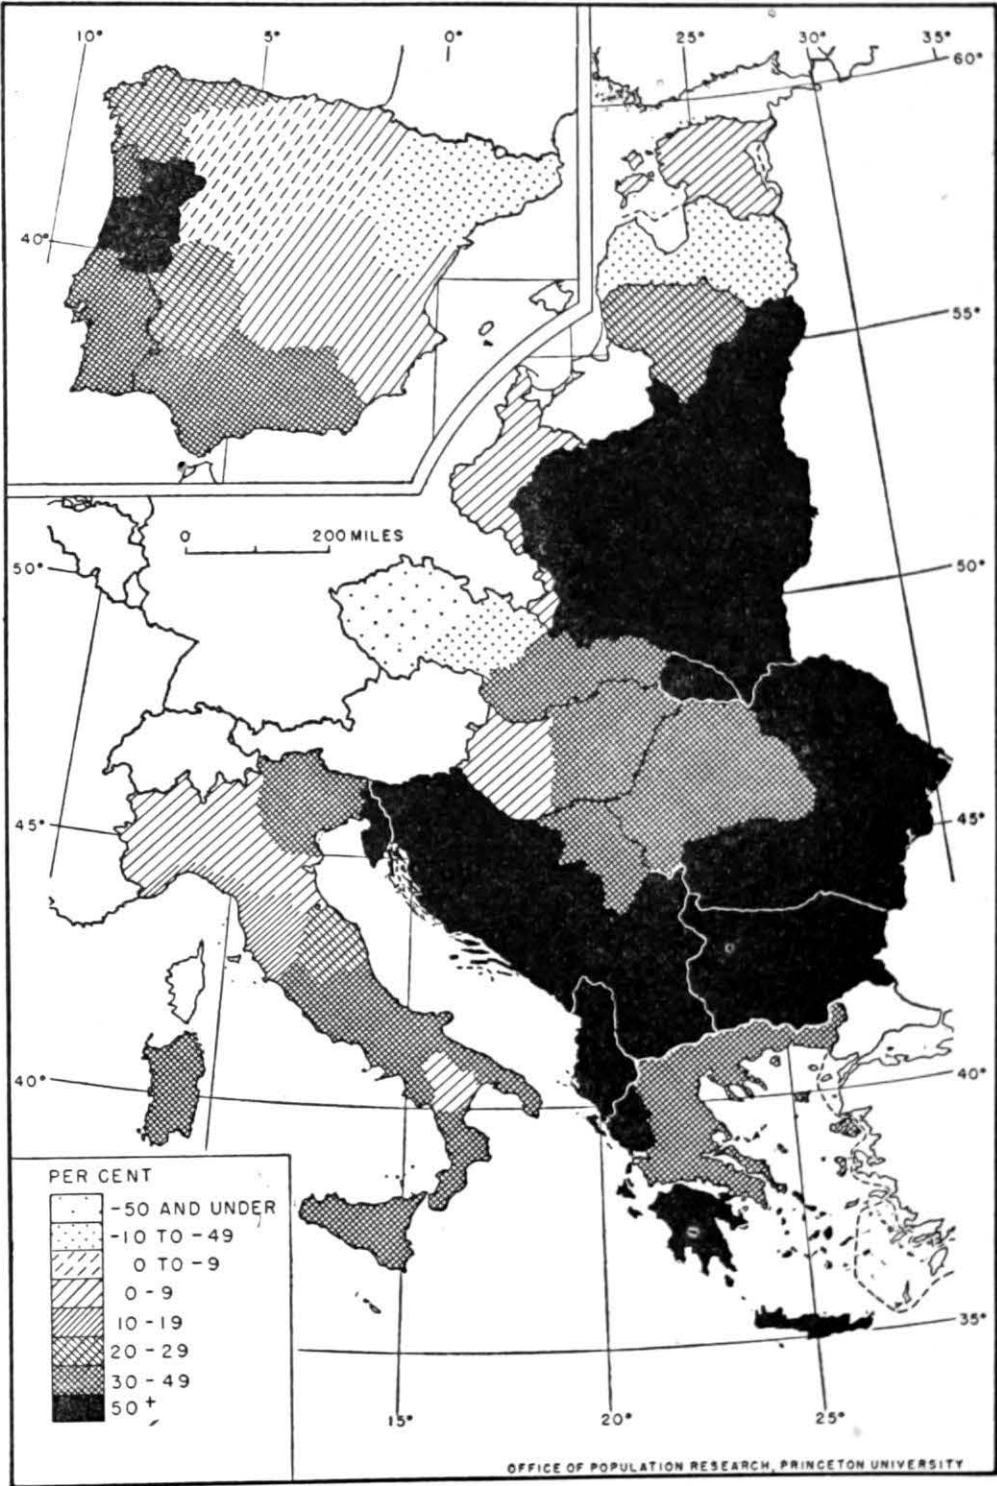 10° 5° 0° 25° 30° 35°
60°
40°
55°
0 200 MILES
50° 50°
45° 45°
40° 40°
PER CENT
-50 AND UNDER
-10 TO -49
0 TO -9
0 - 9
10 - 19
20 - 29
30 - 49
50 +
35°
15° 20° 25°
OFFICE OF POPULATION RESEARCH, PRINCETON UNIVERSITY